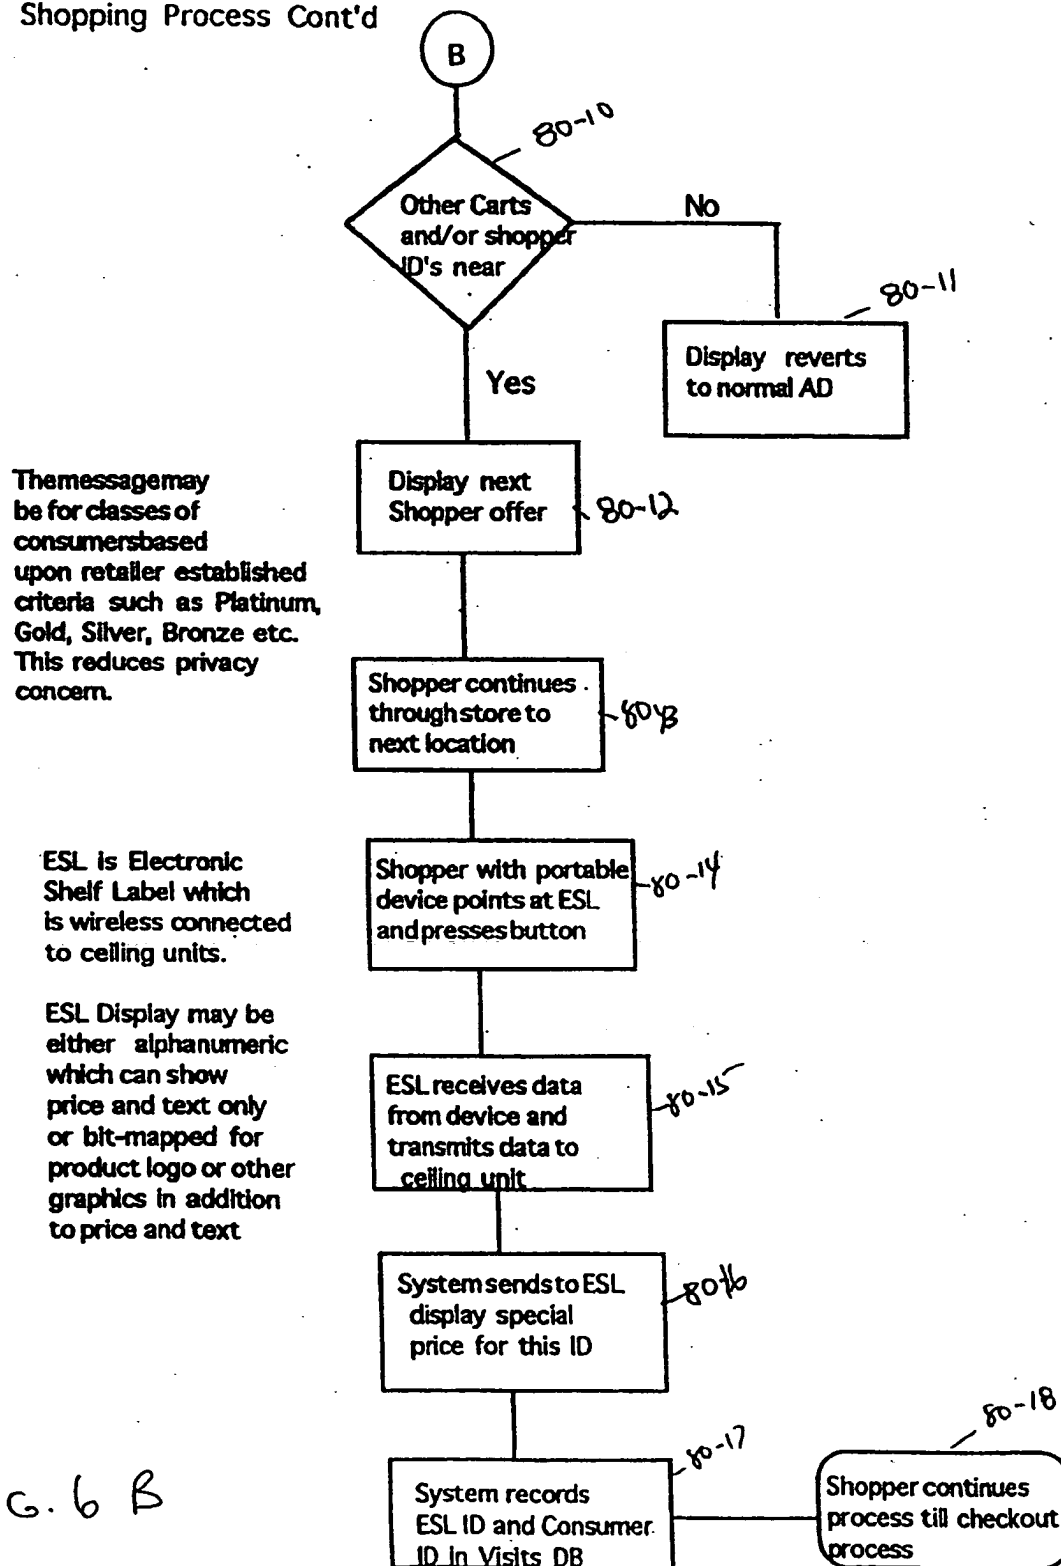 Shopping Process Cont'd
B
80-10
Other Carts
and/or shopper
ID's near
No
80-11
Display reverts
to normal AD
Yes
Display next
Shopper offer
80-12
Themessagemay
be for classes of
consumersbased
upon retailer established
criteria such as Platinum,
Gold, Silver, Bronze etc.
This reduces privacy
concern.
Shopper continues
through store to
next location
80-13
ESL is Electronic
Shelf Label which
is wireless connected
to ceiling units.
Shopper with portable
device points at ESL
and presses button
80-14
ESL Display may be
either alphanumeric
which can show
price and text only
or bit-mapped for
product logo or other
graphics in addition
to price and text
ESL receives data
from device and
transmits data to
ceiling unit
80-15
System sends to ESL
display special
price for this ID
80-16
80-17
System records
ESL ID and Consumer
ID in Visits DB
80-18
Shopper continues
process till checkout
process
G. 6 B